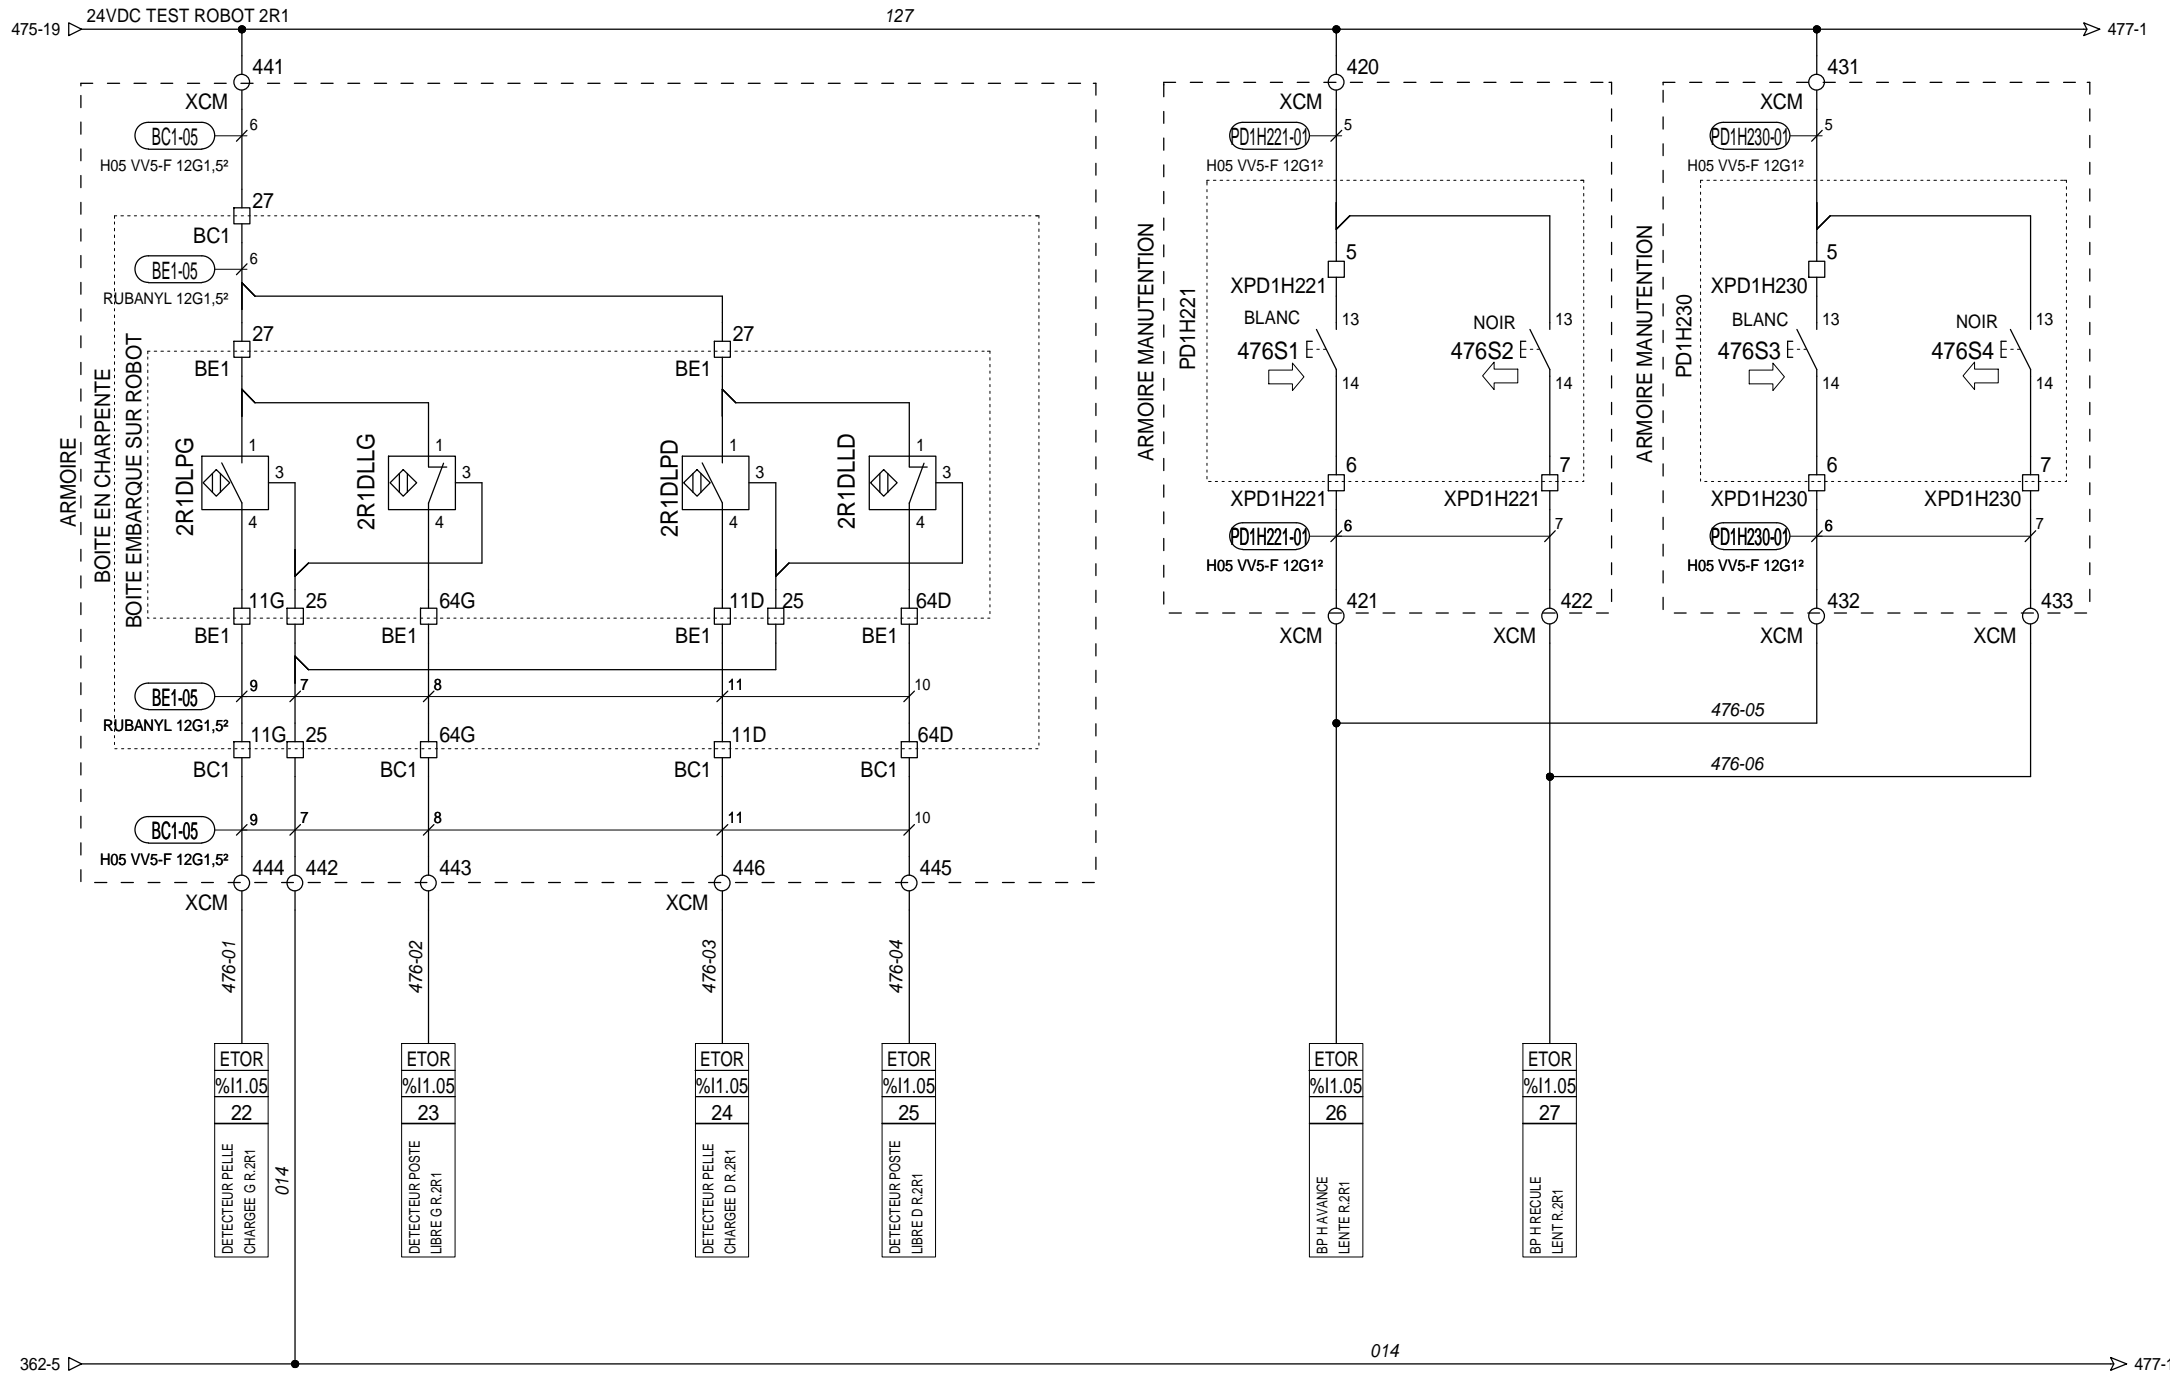 24VDC TEST ROBOT 2R1
127
475-19
477-1
441
420
431
XCM
XCM
XCM
BC1-05
6
PD1H221-01
5
PD1H230-01
5
H05 VV5-F 12G1,5²
H05 VV5-F 12G1²
H05 VV5-F 12G1²
27
BC1
BE1-05
6
RUBANYL 12G1,5²
5
XPD1H221
5
XPD1H230
27
BE1
27
BE1
BLANC
13
476S1
14
NOIR
13
476S2
14
BLANC
13
476S3
14
NOIR
13
476S4
14
ARMOIRE
BOITE EN CHARPENTE
BOITE EMBARQUE SUR ROBOT
ARMOIRE MANUTENTION
PD1H221
ARMOIRE MANUTENTION
PD1H230
2R1DLPG
1
3
4
2R1DLLG
1
3
4
2R1DLPD
1
3
4
2R1DLLD
1
3
4
6
XPD1H221
7
XPD1H221
6
XPD1H230
7
XPD1H230
PD1H221-01
6
7
PD1H230-01
6
7
H05 VV5-F 12G1²
H05 VV5-F 12G1²
11G
25
64G
11D
25
64D
BE1
BE1
BE1
BE1
421
422
432
433
XCM
XCM
XCM
XCM
BE1-05
9
7
8
11
10
RUBANYL 12G1,5²
476-05
476-06
11G
25
64G
11D
64D
BC1
BC1
BC1
BC1
BC1-05
9
7
8
11
10
H05 VV5-F 12G1,5²
444
442
443
446
445
XCM
XCM
476-01
476-02
476-03
476-04
ETOR
%I1.05
22
DETECTEUR PELLE
CHARGEE G R.2R1
014
ETOR
%I1.05
23
DETECTEUR POSTE
LIBRE G R.2R1
ETOR
%I1.05
24
DETECTEUR PELLE
CHARGEE D R.2R1
ETOR
%I1.05
25
DETECTEUR POSTE
LIBRE D R.2R1
ETOR
%I1.05
26
BP H AVANCE
LENTE R.2R1
ETOR
%I1.05
27
BP H RECULE
LENT R.2R1
362-5
014
477-1